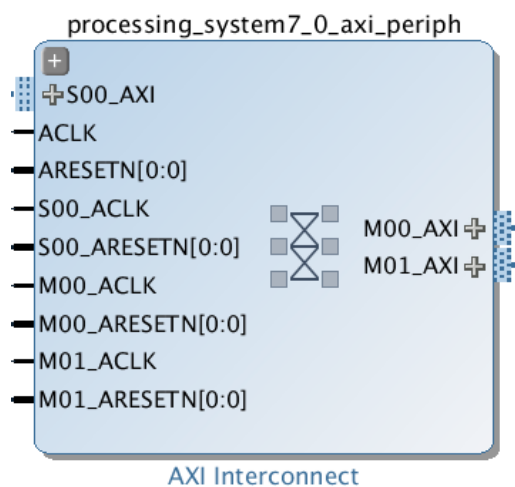 processing_system7_0_axi_periph
S00_AXI
ACLK
ARESETN[0:0]
S00_ACLK
S00_ARESETN[0:0]
M00_ACLK
M00_ARESETN[0:0]
M01_ACLK
M01_ARESETN[0:0]
M00_AXI
M01_AXI
AXI Interconnect